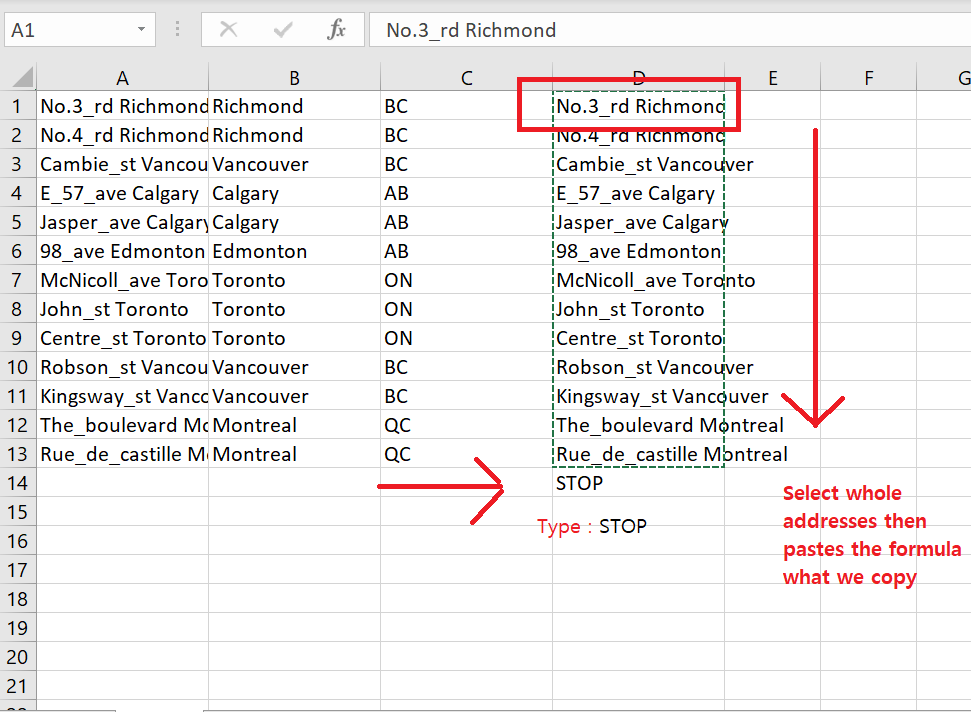 A1 fx No.3_rd Richmond
A B C D E F G
1 No.3_rd Richmond Richmond BC No.3_rd Richmond
2 No.4_rd Richmond Richmond BC No.4_rd Richmond
3 Cambie_st Vancou Vancouver BC Cambie_st Vancouver
4 E_57_ave Calgary Calgary AB E_57_ave Calgary
5 Jasper_ave Calgary Calgary AB Jasper_ave Calgary
6 98_ave Edmonton Edmonton AB 98_ave Edmonton
7 McNicoll_ave Toro Toronto ON McNicoll_ave Toronto
8 John_st Toronto Toronto ON John_st Toronto
9 Centre_st Toronto Toronto ON Centre_st Toronto
10 Robson_st Vancou Vancouver BC Robson_st Vancouver
11 Kingsway_st Vanc Vancouver BC Kingsway_st Vancouver
12 The_boulevard Mo Montreal QC The_boulevard Montreal
13 Rue_de_castille M Montreal QC Rue_de_castille Montreal
14 STOP
15
Type : STOP
16
17
18
19
20
21
Select whole
addresses then
pastes the formula
what we copy